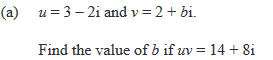 (a) u = 3 – 2i and v = 2 + bi.
Find the value of b if uv = 14 + 8i